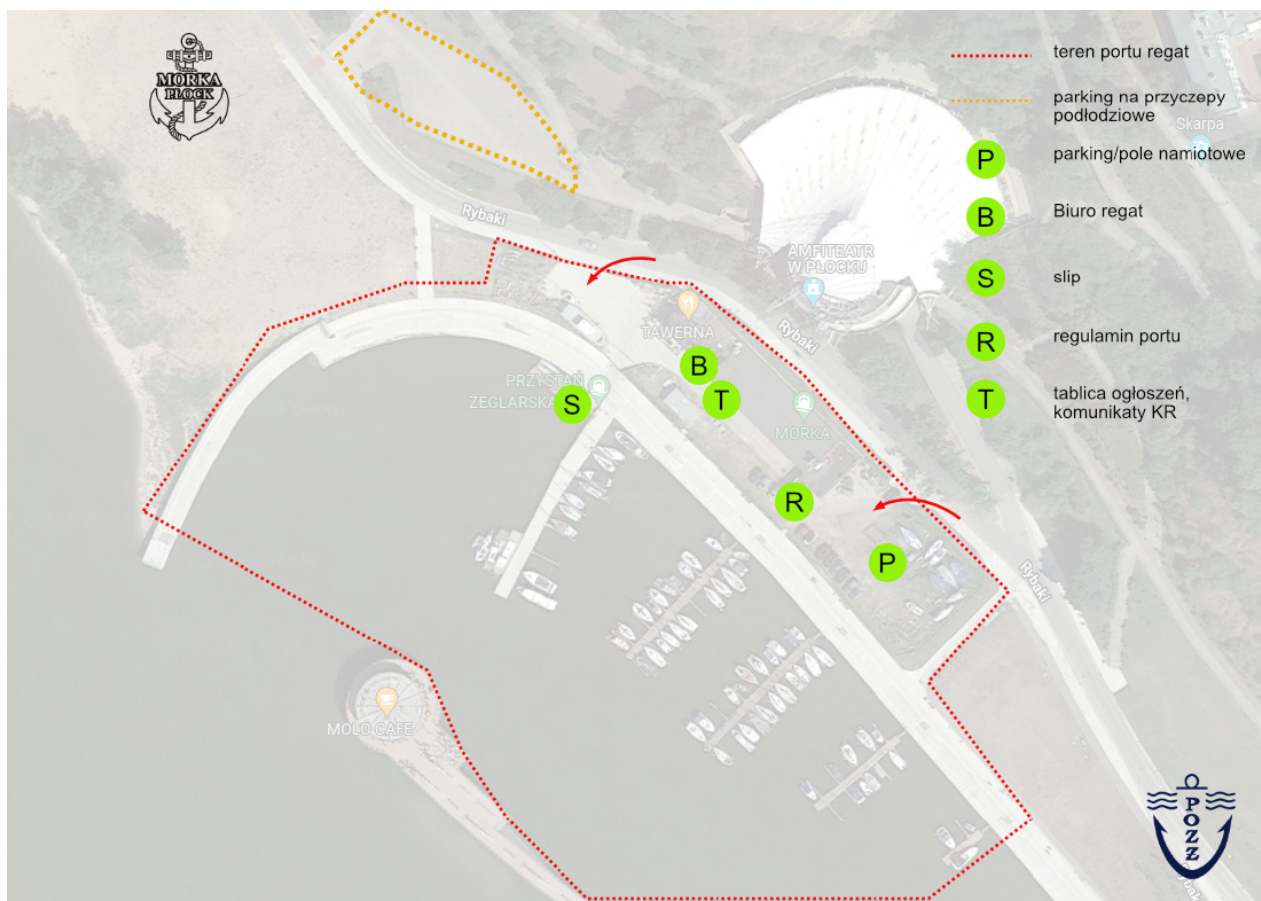 MORKA
PŁOCK
teren portu regat
parking na przyczepy
podłodziowe
Skarpa
P
parking/pole namiotowe
B
Biuro regat
S
slip
R
regulamin portu
T
tablica ogłoszeń,
komunikaty KR
Rybaki
AMFITEATR
W PŁOCKU
TAWERNA
Rybaki
B
T
PRZYSTAŃ
ŻEGLARSKA
S
MORKA
R
P
Rybaki
MOLO CAFE
POZZ
Rybaki